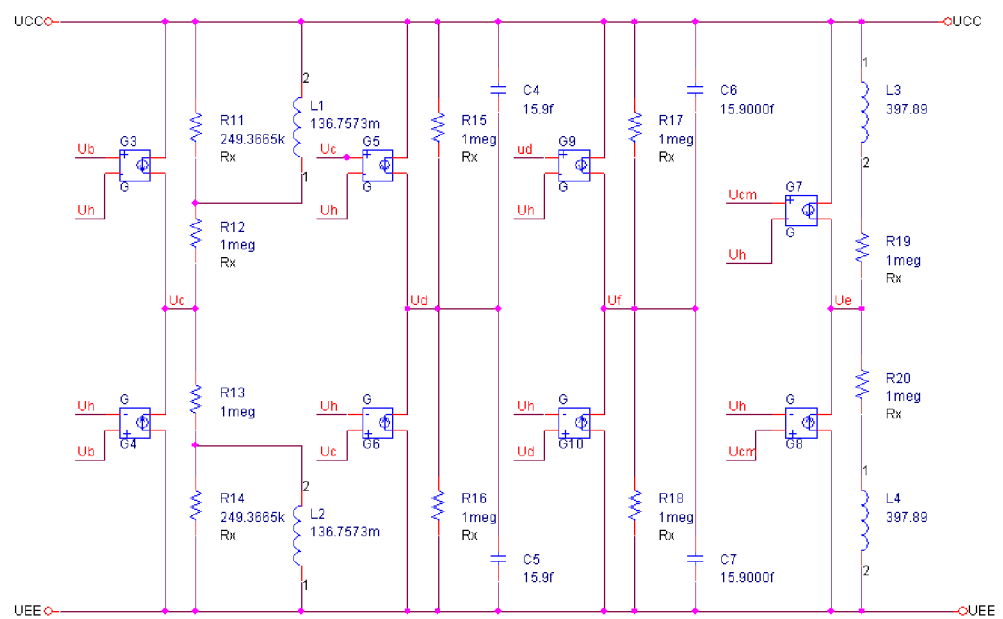 UCC UCC
2 1
C4 C6 L3
15.9f 15.9000f 397.89
L1
136.7573m
R11 R15 R17
249.3665k 1meg 1meg
Rx Rx Rx
Ub G3 Uc G5 ud G9
+ + +
- - -
G G G
2
1
Uh Uh Uh
Ucm G7
+
-
G
R12
1meg
Rx
R19
1meg
Rx
Uh
Uc Ud Uf Ue
R20
1meg
Rx
R13
1meg
Uh G Uh G Uh G Uh G
- - - -
+ + + +
G4 G6 G10 G8
Ub Uc Ud Ucm
1
2
R14 R16 R18 L4
249.3665k 1meg 1meg 397.89
Rx Rx Rx
L2
136.7573m
C5 C7
15.9f 15.9000f
2
1
UEE UEE